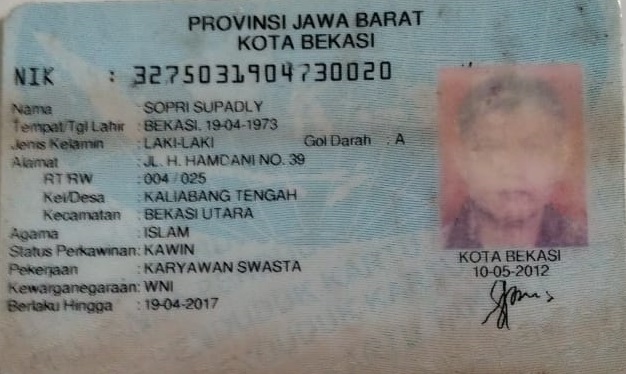 PROVINSI JAWA BARAT
KOTA BEKASI
NIK : 3275031904730020
Nama : SOPRI SUPADLY
Tempat/Tgl Lahir : BEKASI. 19-04-1973
Jenis Kelamin : LAKI-LAKI Gol Darah : A
Alamat : JL. H. HAMDANI NO. 39
RT/RW : 004 / 025
Kel/Desa : KALIABANG TENGAH
Kecamatan : BEKASI UTARA
Agama : ISLAM
Status Perkawinan: KAWIN
Pekerjaan : KARYAWAN SWASTA
Kewarganegaraan: WNI
Berlaku Hingga : 19-04-2017
KOTA BEKASI
10-05-2012